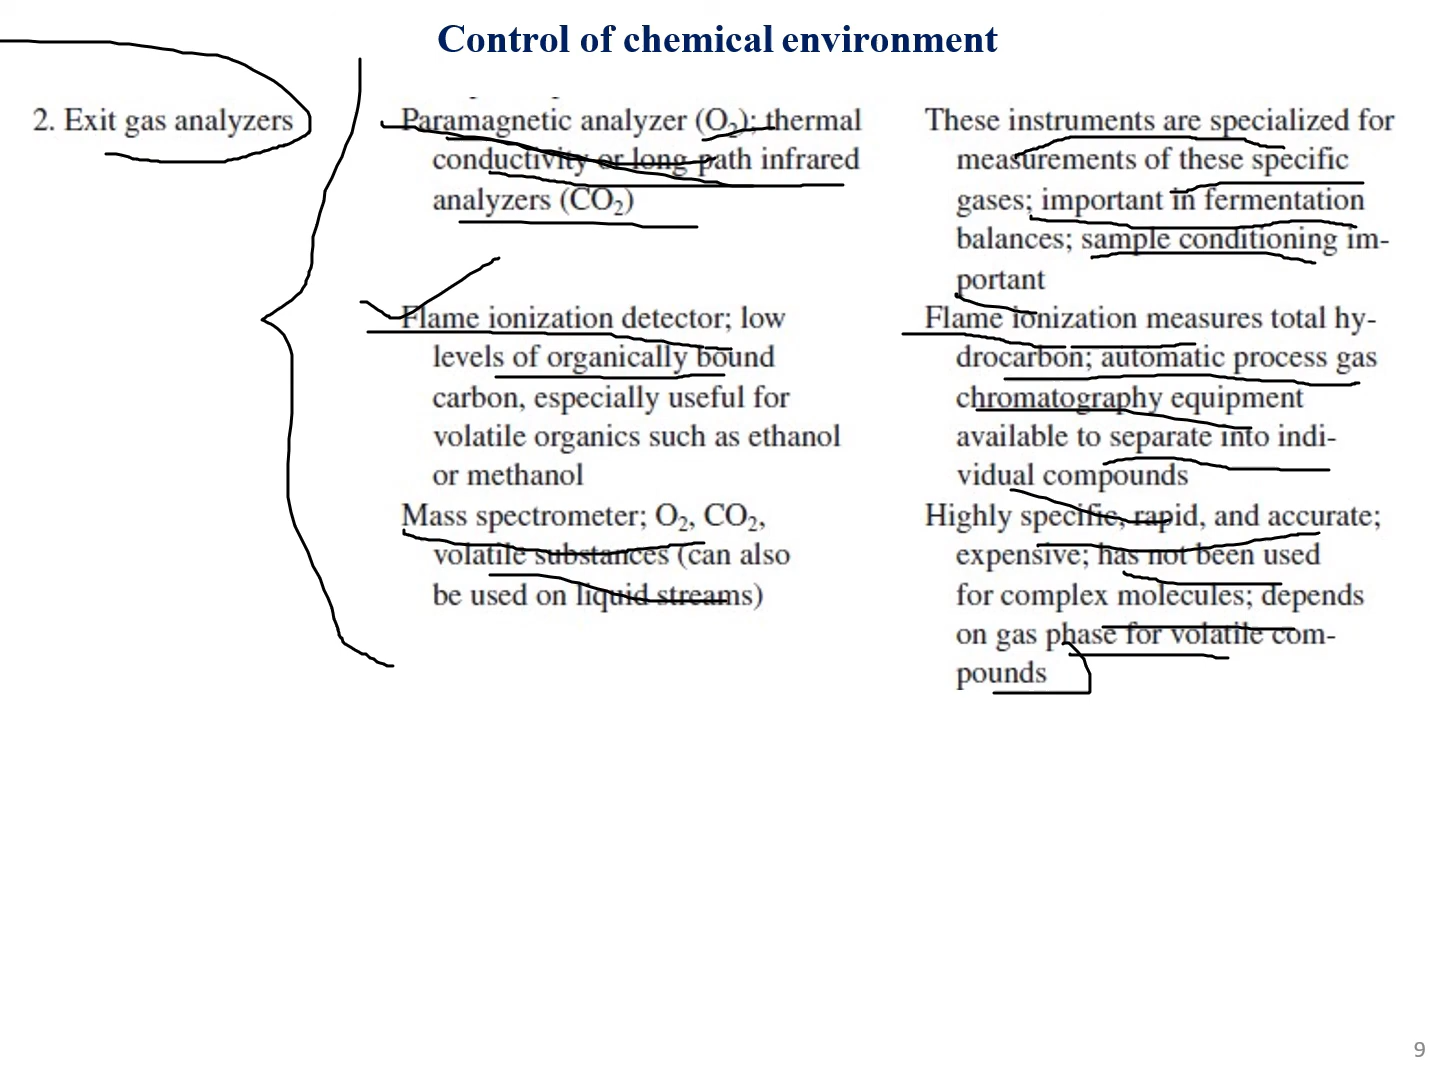 Control of chemical environment
2. Exit gas analyzers
Paramagnetic analyzer (O₂); thermal
conductivity or long-path infrared
analyzers (CO₂)
These instruments are specialized for
measurements of these specific
gases; important in fermentation
balances; sample conditioning im-
portant
Flame ionization detector; low
levels of organically bound
carbon, especially useful for
volatile organics such as ethanol
or methanol
Flame ionization measures total hy-
drocarbon; automatic process gas
chromatography equipment
available to separate into indi-
vidual compounds
Mass spectrometer; O₂, CO₂,
volatile substances (can also
be used on liquid streams)
Highly specific, rapid, and accurate;
expensive; has not been used
for complex molecules; depends
on gas phase for volatile com-
pounds
9